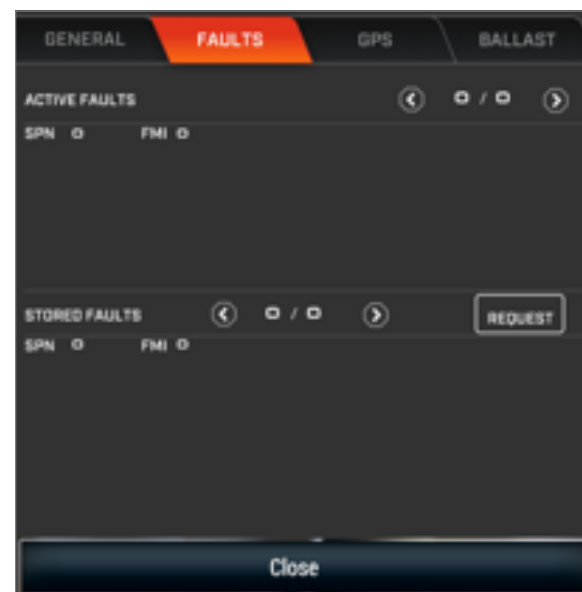 GENERAL FAULTS GPS BALLAST
ACTIVE FAULTS 0 / 0
SPN 0 FMI 0
STORED FAULTS 0 / 0 REQUEST
SPN 0 FMI 0
Close